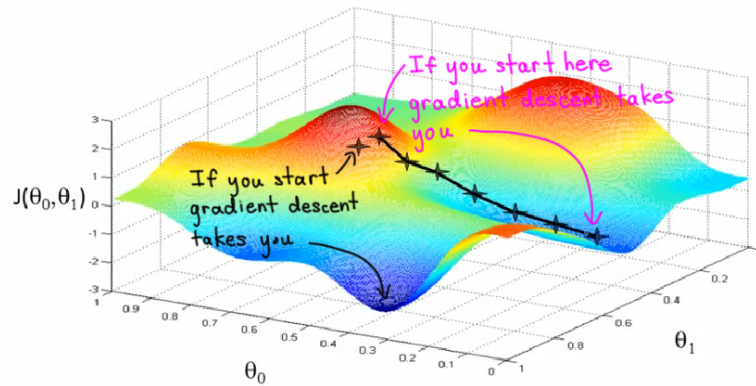 If you start here
gradient descent takes
you
If you start
gradient descent
takes you
J(θ₀,θ₁)
3
2
1
0
-1
-2
-3
1
0.9
0.8
0.7
0.6
0.5
0.4
0.3
0.2
0.1
0
θ₀
1
0.8
0.6
0.4
0.2
θ₁